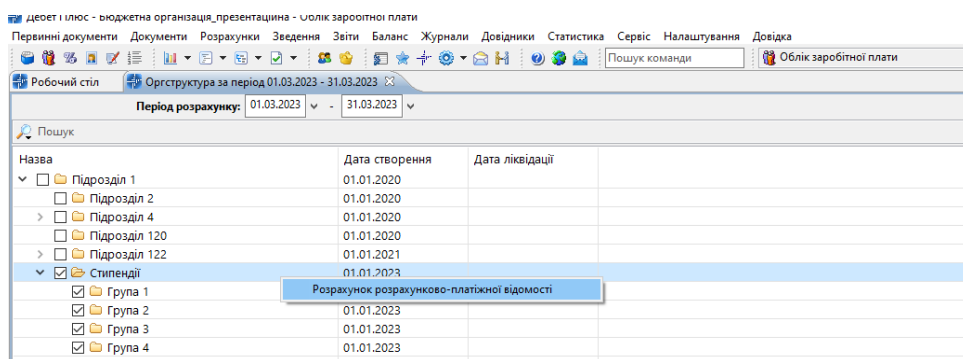 Дебет Плюс - Бюджетна організація_презентаційна - Облік заробітної плати
Первинні документи Документи Розрахунки Зведення Звіти Баланс Журнали Довідники Статистика Сервіс Налаштування Довідка
Пошук команди Облік заробітної плати
Робочий стіл Оргструктура за період 01.03.2023 - 31.03.2023
Період розрахунку: 01.03.2023 - 31.03.2023
Пошук
Назва Дата створення Дата ліквідації
Підрозділ 1 01.01.2020
Підрозділ 2 01.01.2020
Підрозділ 4 01.01.2020
Підрозділ 120 01.01.2020
Підрозділ 122 01.01.2021
Стипендії 01.01.2023
Розрахунок розрахунково-платіжної відомості
Група 1
Група 2 01.01.2023
Група 3 01.01.2023
Група 4 01.01.2023